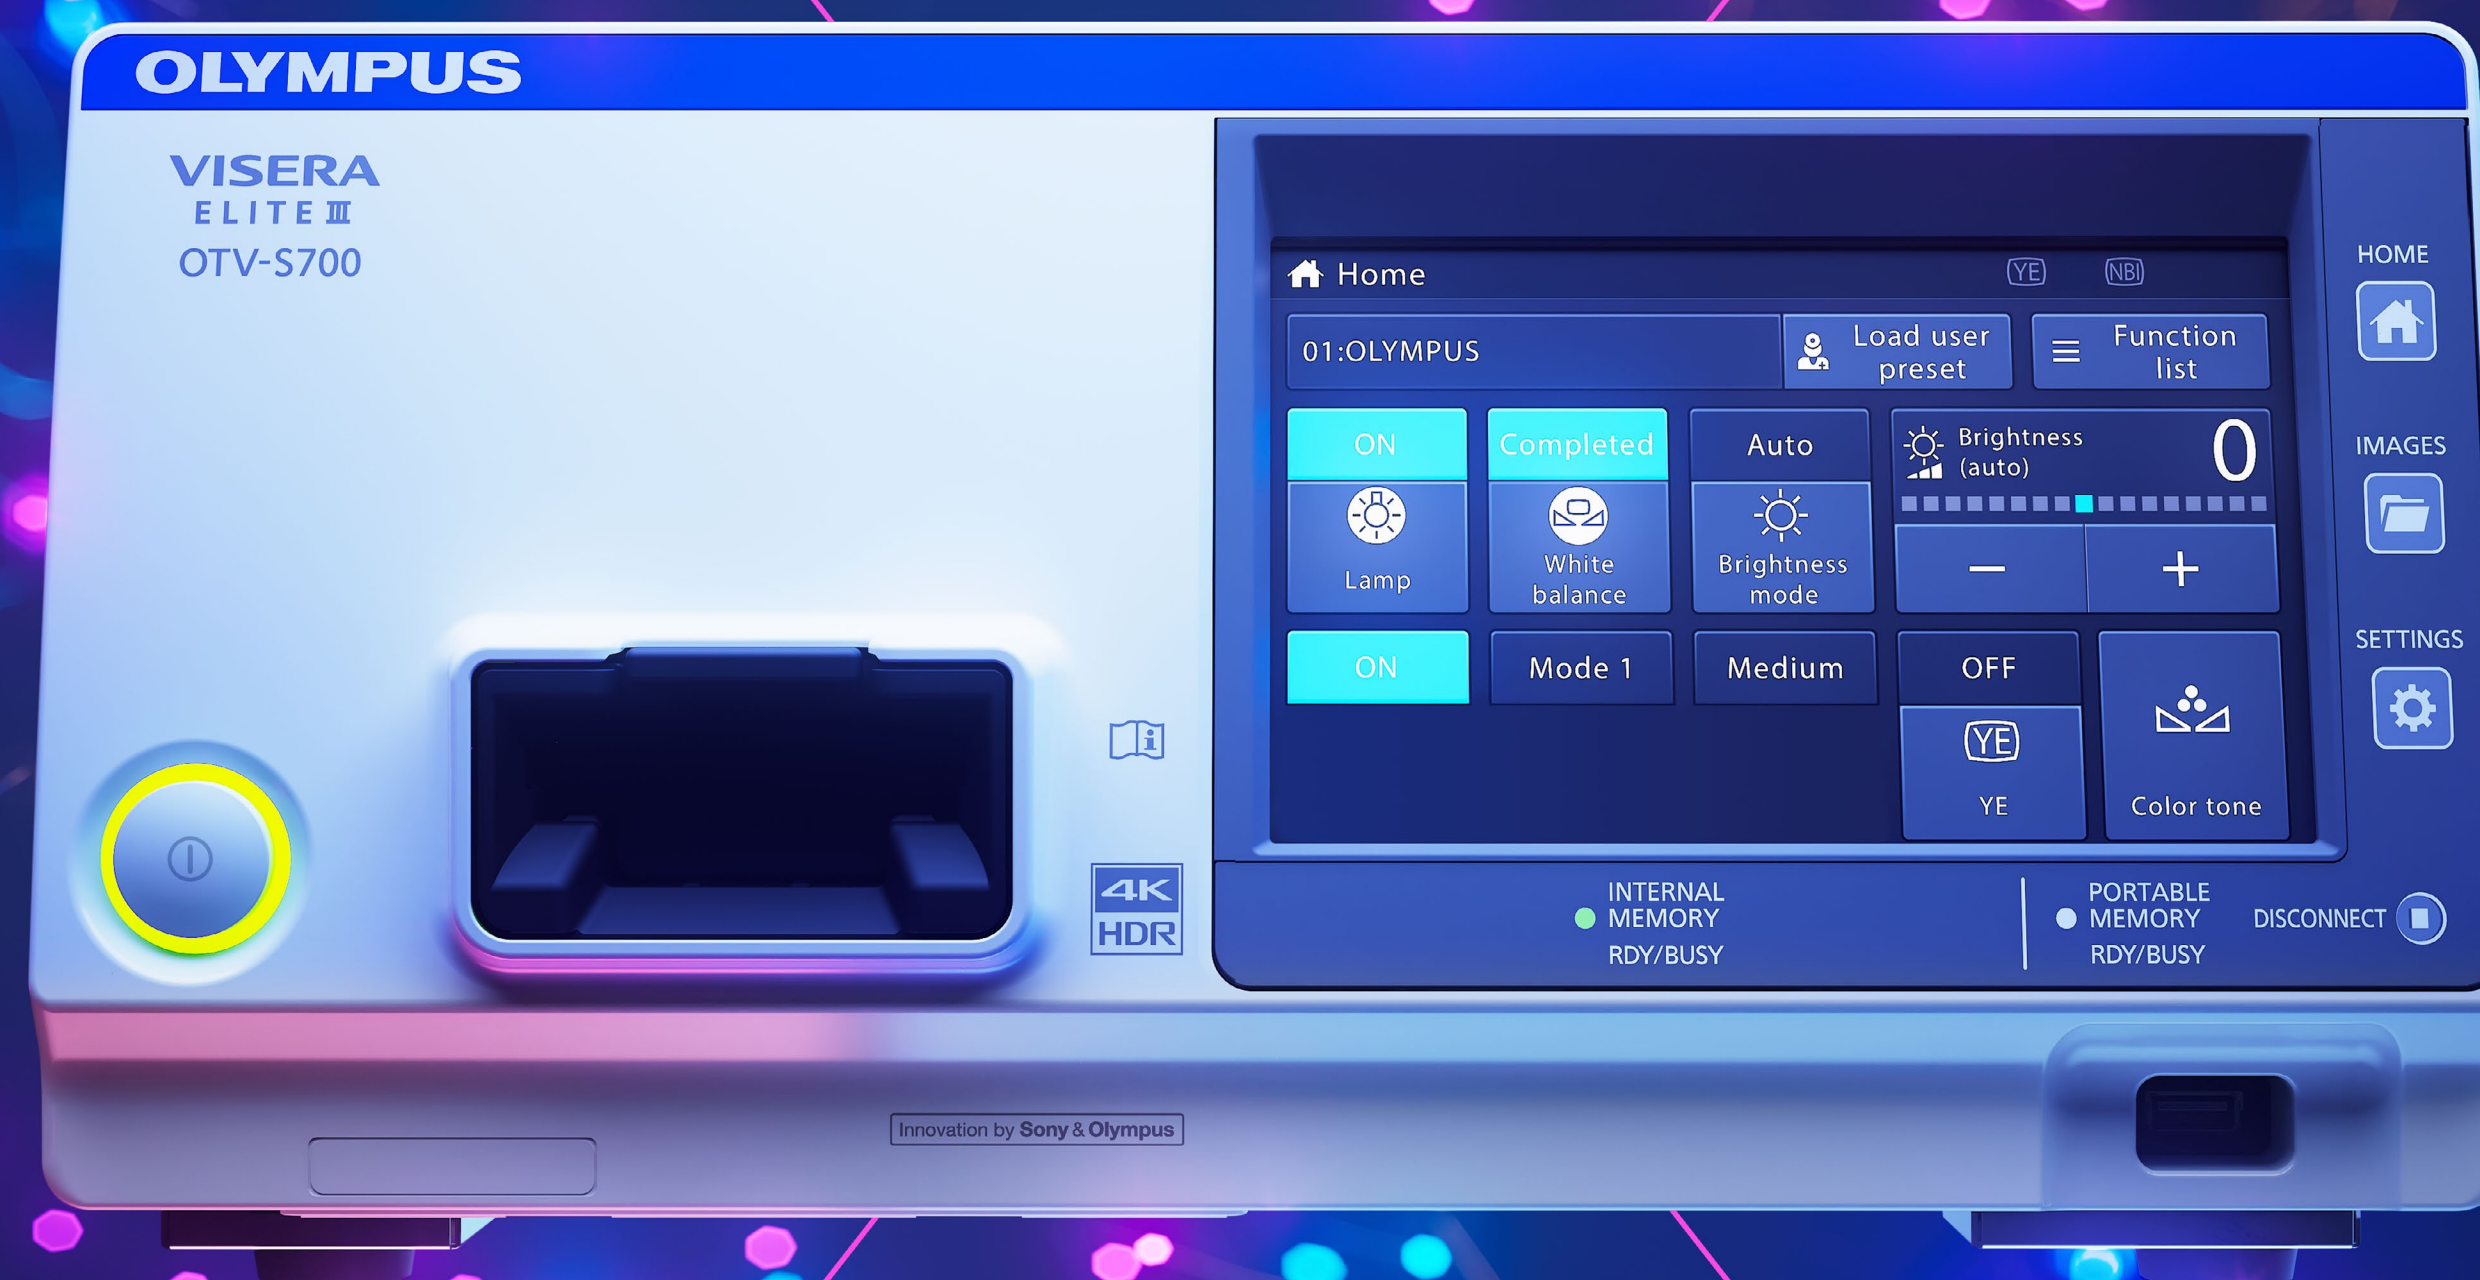 OLYMPUS
VISERA
ELITE III
OTV-S700
Home
YE
NBI
01:OLYMPUS
Load user
preset
Function
list
ON
Completed
Auto
Brightness
(auto)
0
Lamp
White
balance
Brightness
mode
−
+
ON
Mode 1
Medium
OFF
YE
YE
Color tone
HOME
IMAGES
SETTINGS
4K
HDR
INTERNAL
MEMORY
RDY/BUSY
PORTABLE
MEMORY
RDY/BUSY
DISCONNECT
Innovation by Sony & Olympus